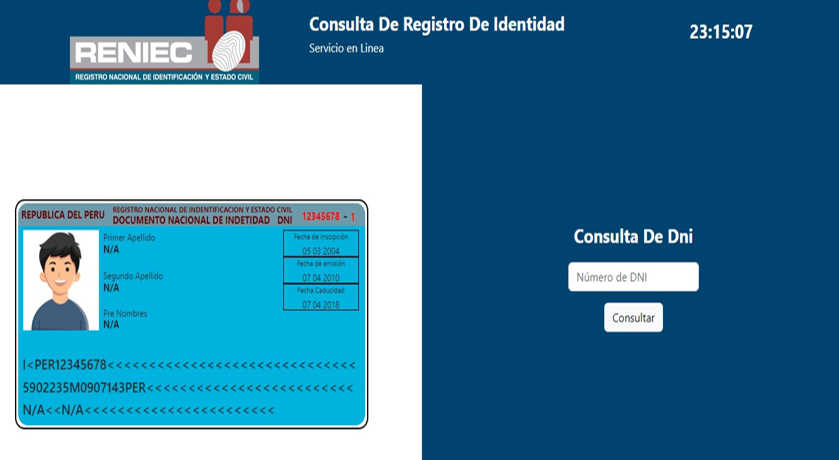 RENIEC
REGISTRO NACIONAL DE IDENTIFICACIÓN Y ESTADO CIVIL
Consulta De Registro De Identidad
Servicio en Linea
23:15:07
REPUBLICA DEL PERU
REGISTRO NACIONAL DE INDENTIFICACION Y ESTADO CIVIL
DOCUMENTO NACIONAL DE INDETIDAD DNI
12345678 - 1
Primer Apellido
N/A
Segundo Apellido
N/A
Pre Nombres
N/A
Fecha de inscipción
05 03 2004
Fecha de emisión
07 04 2010
Fecha Caducidad
07 04 2018
I<PER12345678<<<<<<<<<<<<<<<<<<<<<<<<<<<<<<
5902235M0907143PER<<<<<<<<<<<<<<<<<<<<<<<<<
N/A<<N/A<<<<<<<<<<<<<<<<<<<<<<<
Consulta De Dni
Número de DNI
Consultar